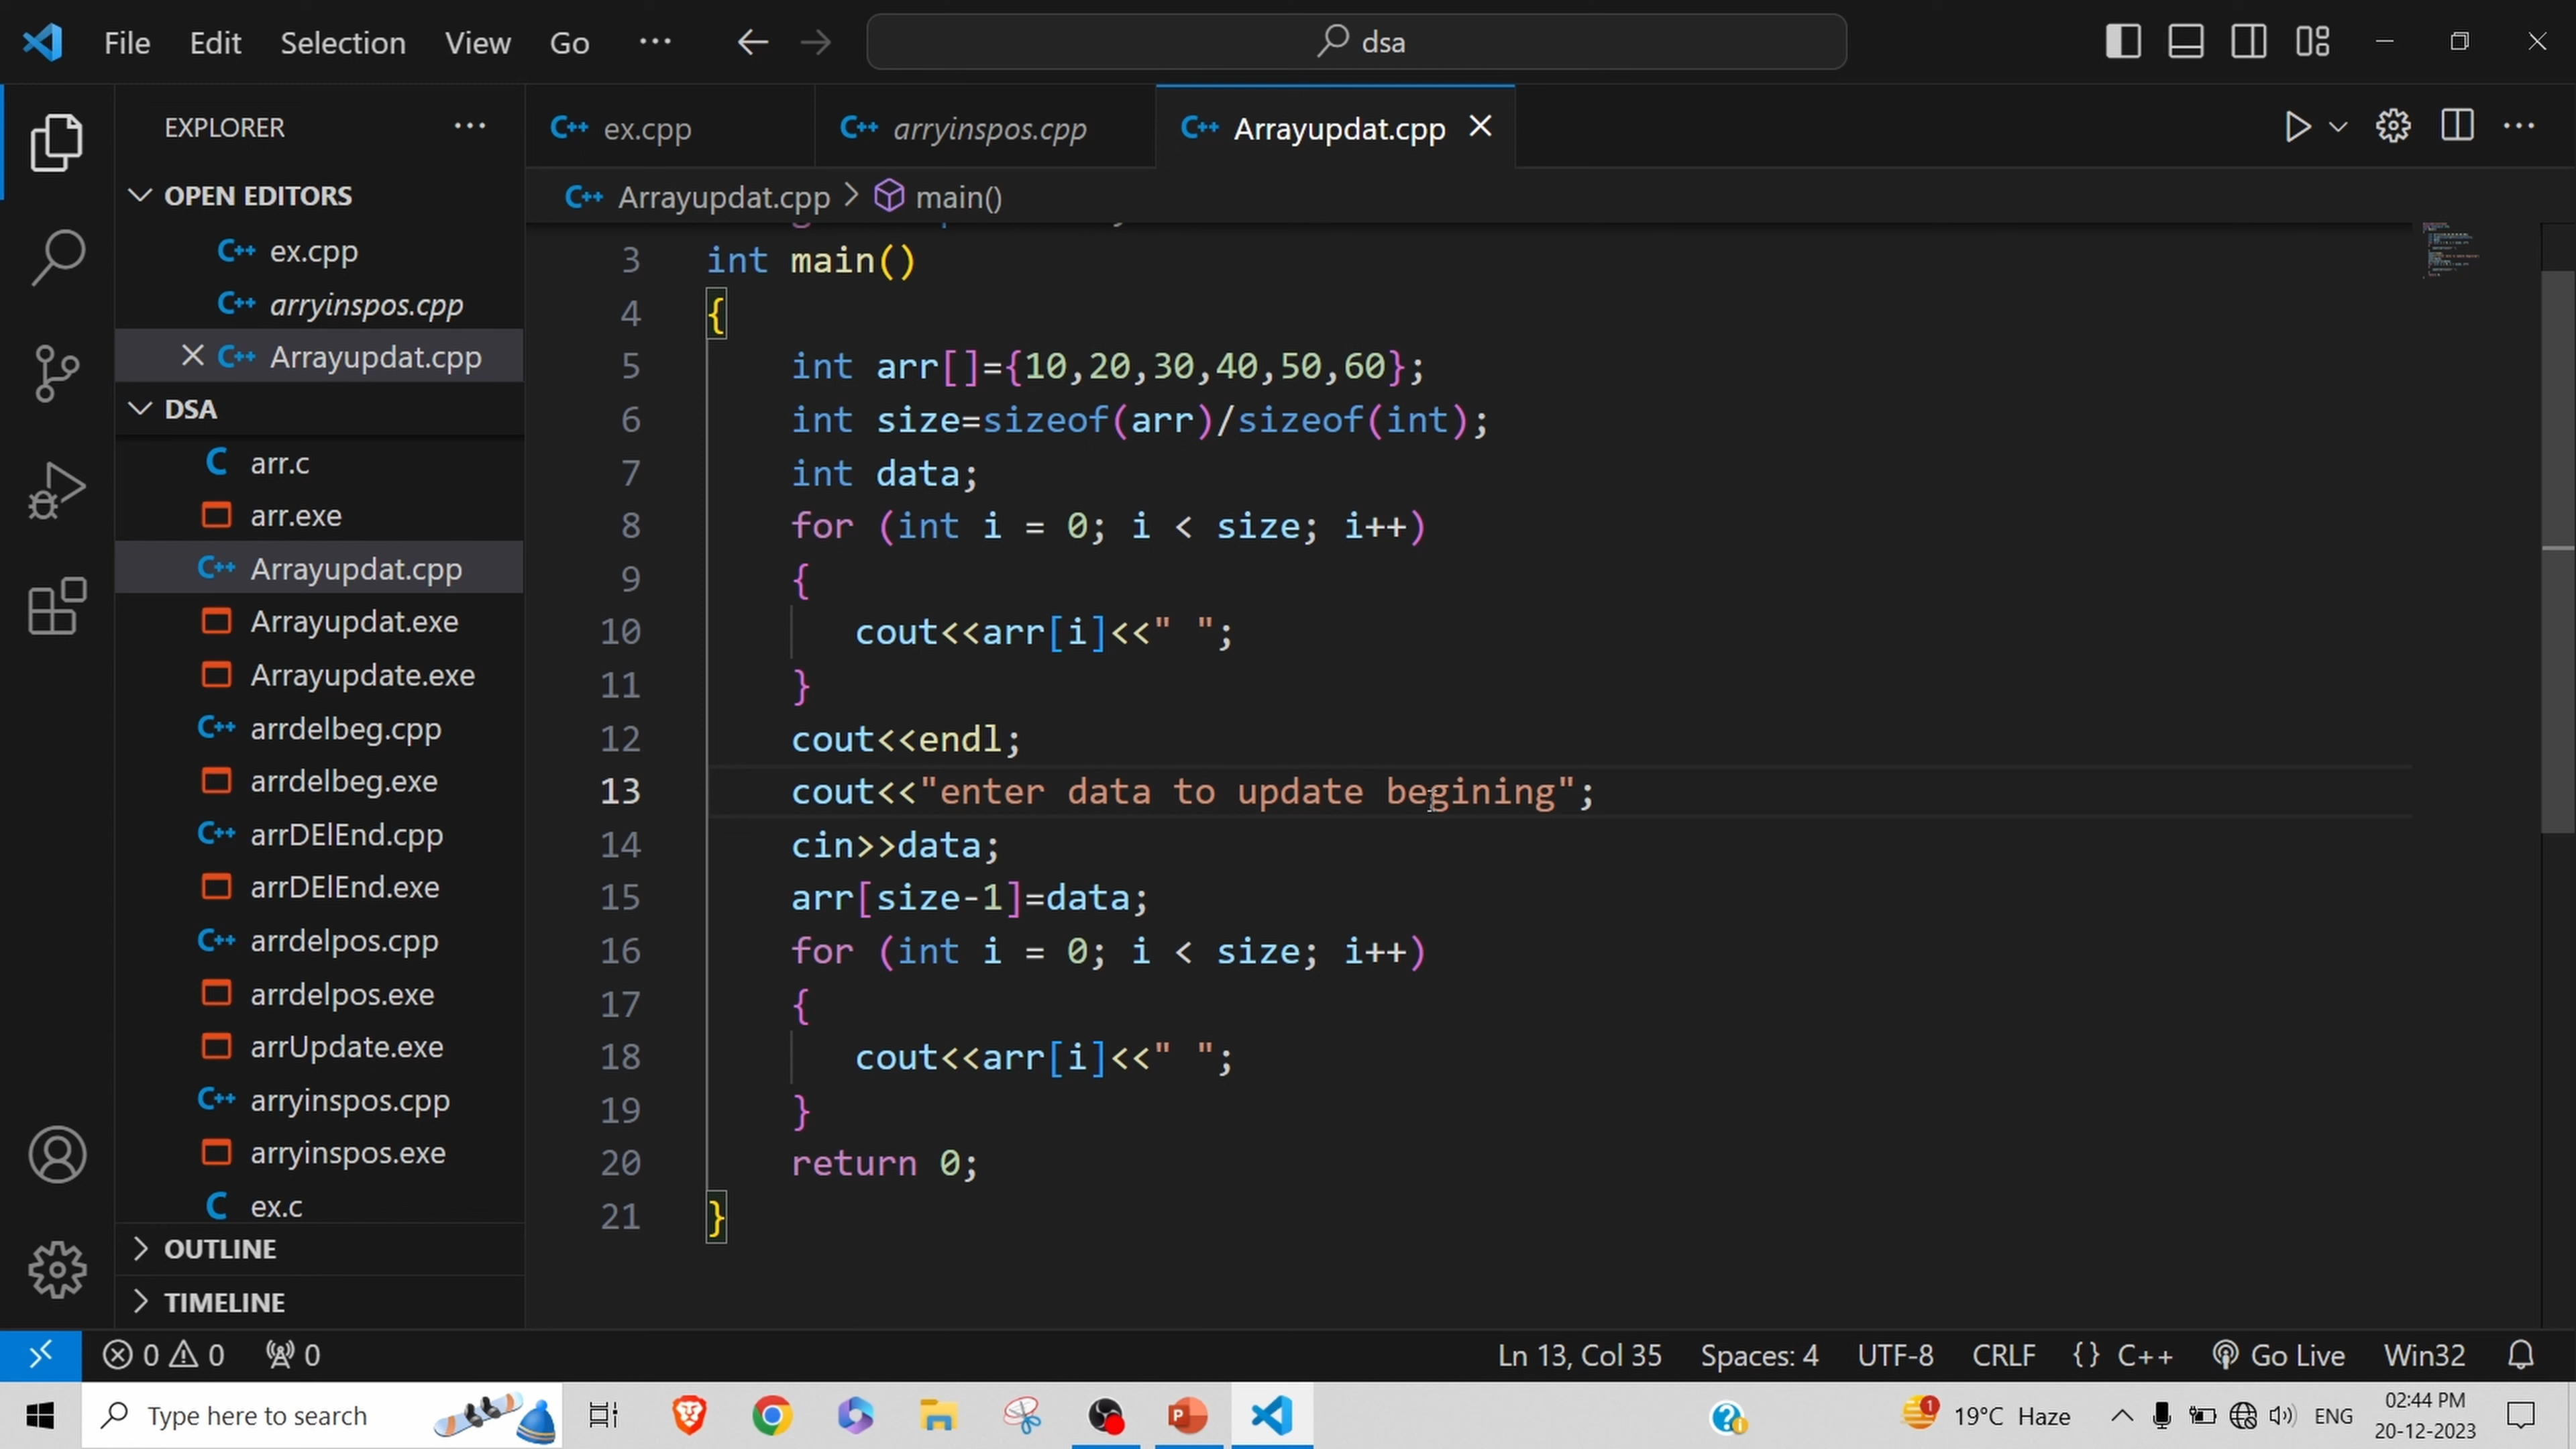 File Edit Selection View Go ··· dsa
EXPLORER ···
OPEN EDITORS
ex.cpp
arryinspos.cpp
Arrayupdat.cpp
DSA
arr.c
arr.exe
Arrayupdat.cpp
Arrayupdat.exe
Arrayupdate.exe
arrdelbeg.cpp
arrdelbeg.exe
arrDElEnd.cpp
arrDElEnd.exe
arrdelpos.cpp
arrdelpos.exe
arrUpdate.exe
arryinspos.cpp
arryinspos.exe
ex.c
OUTLINE
TIMELINE
ex.cpp arryinspos.cpp Arrayupdat.cpp
Arrayupdat.cpp > main()
3 int main()
4 {
5 int arr[]={10,20,30,40,50,60};
6 int size=sizeof(arr)/sizeof(int);
7 int data;
8 for (int i = 0; i < size; i++)
9 {
10 cout<<arr[i]<<" ";
11 }
12 cout<<endl;
13 cout<<"enter data to update begining";
14 cin>>data;
15 arr[size-1]=data;
16 for (int i = 0; i < size; i++)
17 {
18 cout<<arr[i]<<" ";
19 }
20 return 0;
21 }
0 0 0 Ln 13, Col 35 Spaces: 4 UTF-8 CRLF {} C++ Go Live Win32
Type here to search 1 19°C Haze ENG 02:44 PM
20-12-2023